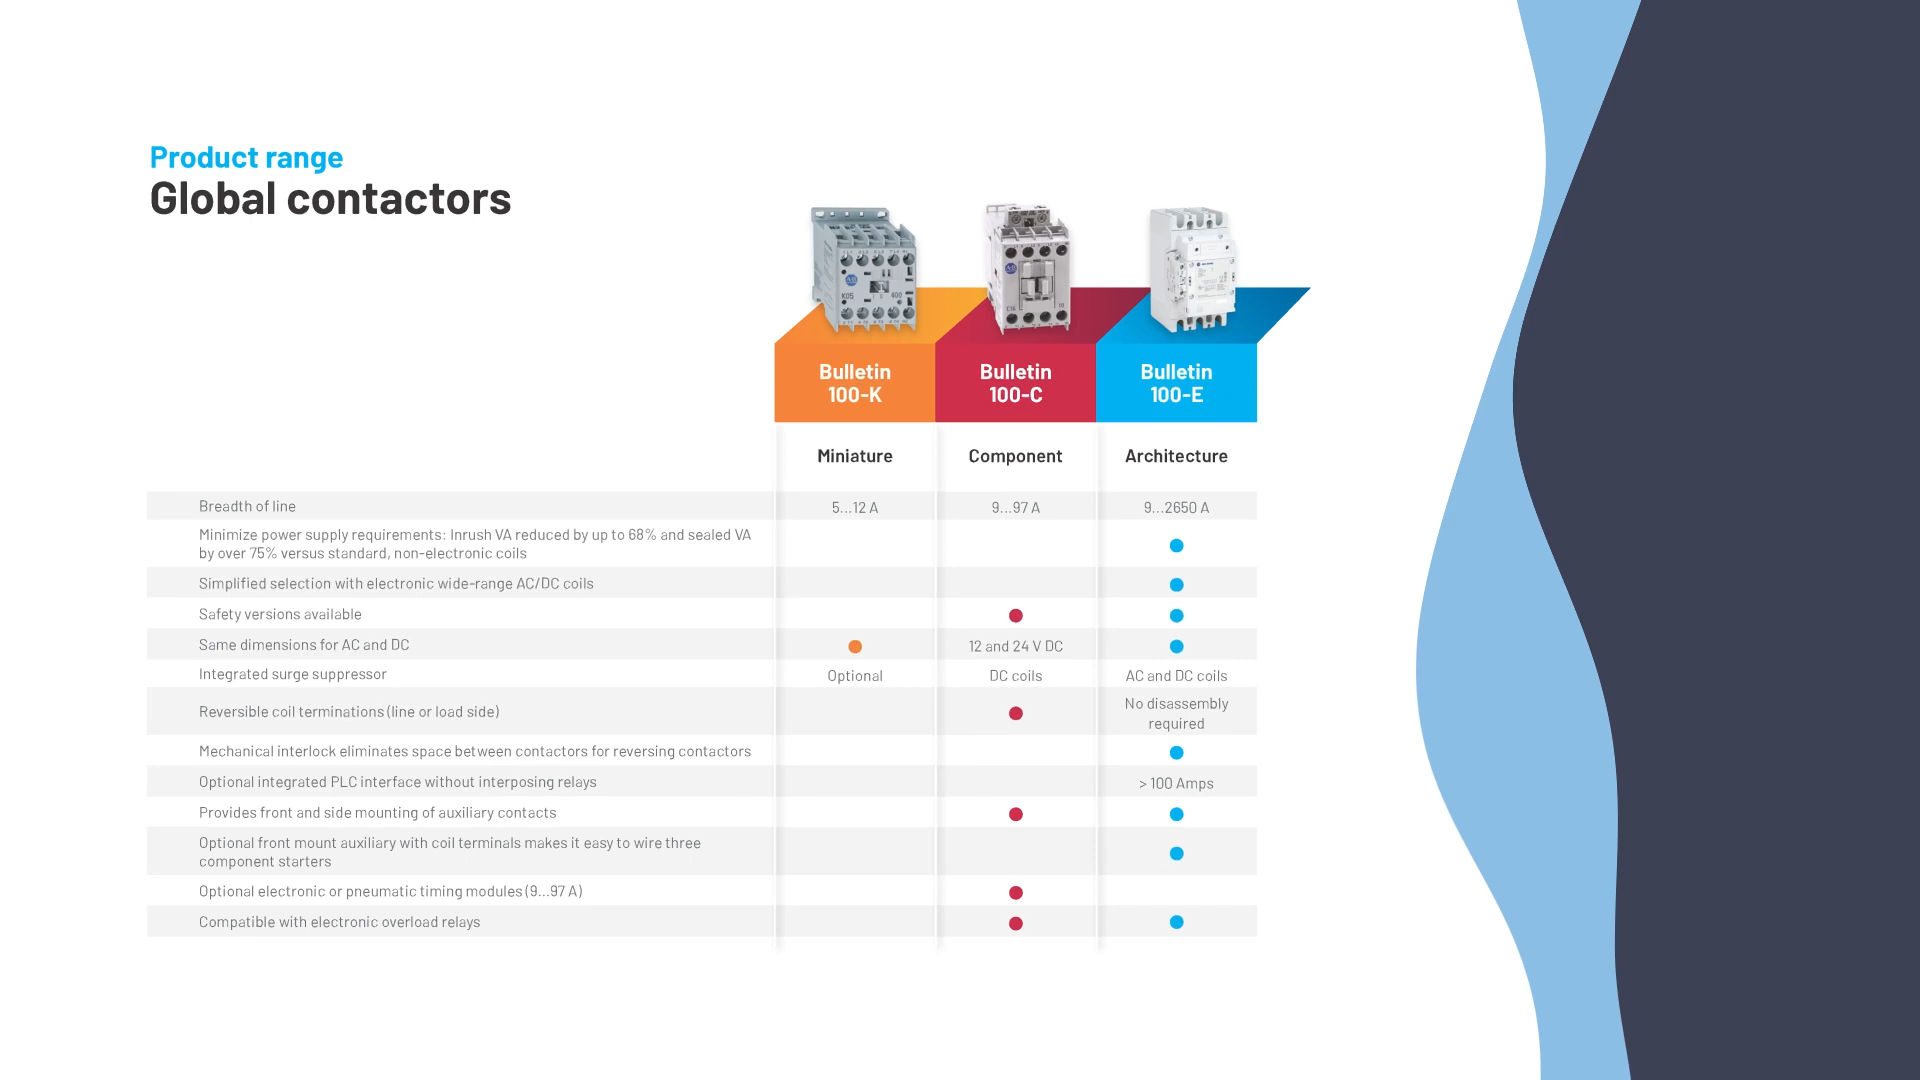 Product range
Global contactors
A-B
K05
400
A-B
C16
10
Bulletin
100-K
Bulletin
100-C
Bulletin
100-E
Miniature
Component
Architecture
Breadth of line
5...12 A
9...97 A
9...2650 A
Minimize power supply requirements: Inrush VA reduced by up to 68% and sealed VA
by over 75% versus standard, non-electronic coils
Simplified selection with electronic wide-range AC/DC coils
Safety versions available
Same dimensions for AC and DC
12 and 24 V DC
Integrated surge suppressor
Optional
DC coils
AC and DC coils
Reversible coil terminations (line or load side)
No disassembly
required
Mechanical interlock eliminates space between contactors for reversing contactors
Optional integrated PLC interface without interposing relays
> 100 Amps
Provides front and side mounting of auxiliary contacts
Optional front mount auxiliary with coil terminals makes it easy to wire three
component starters
Optional electronic or pneumatic timing modules (9...97 A)
Compatible with electronic overload relays